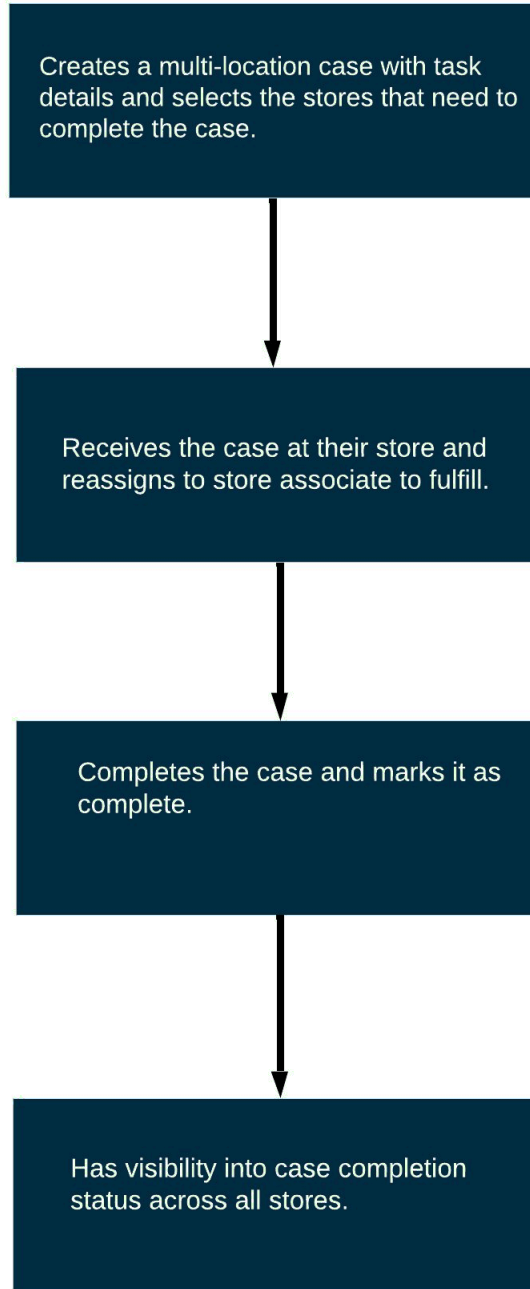 Creates a multi-location case with task
details and selects the stores that need to
complete the case.
Receives the case at their store and
reassigns to store associate to fulfill.
Completes the case and marks it as
complete.
Has visibility into case completion
status across all stores.